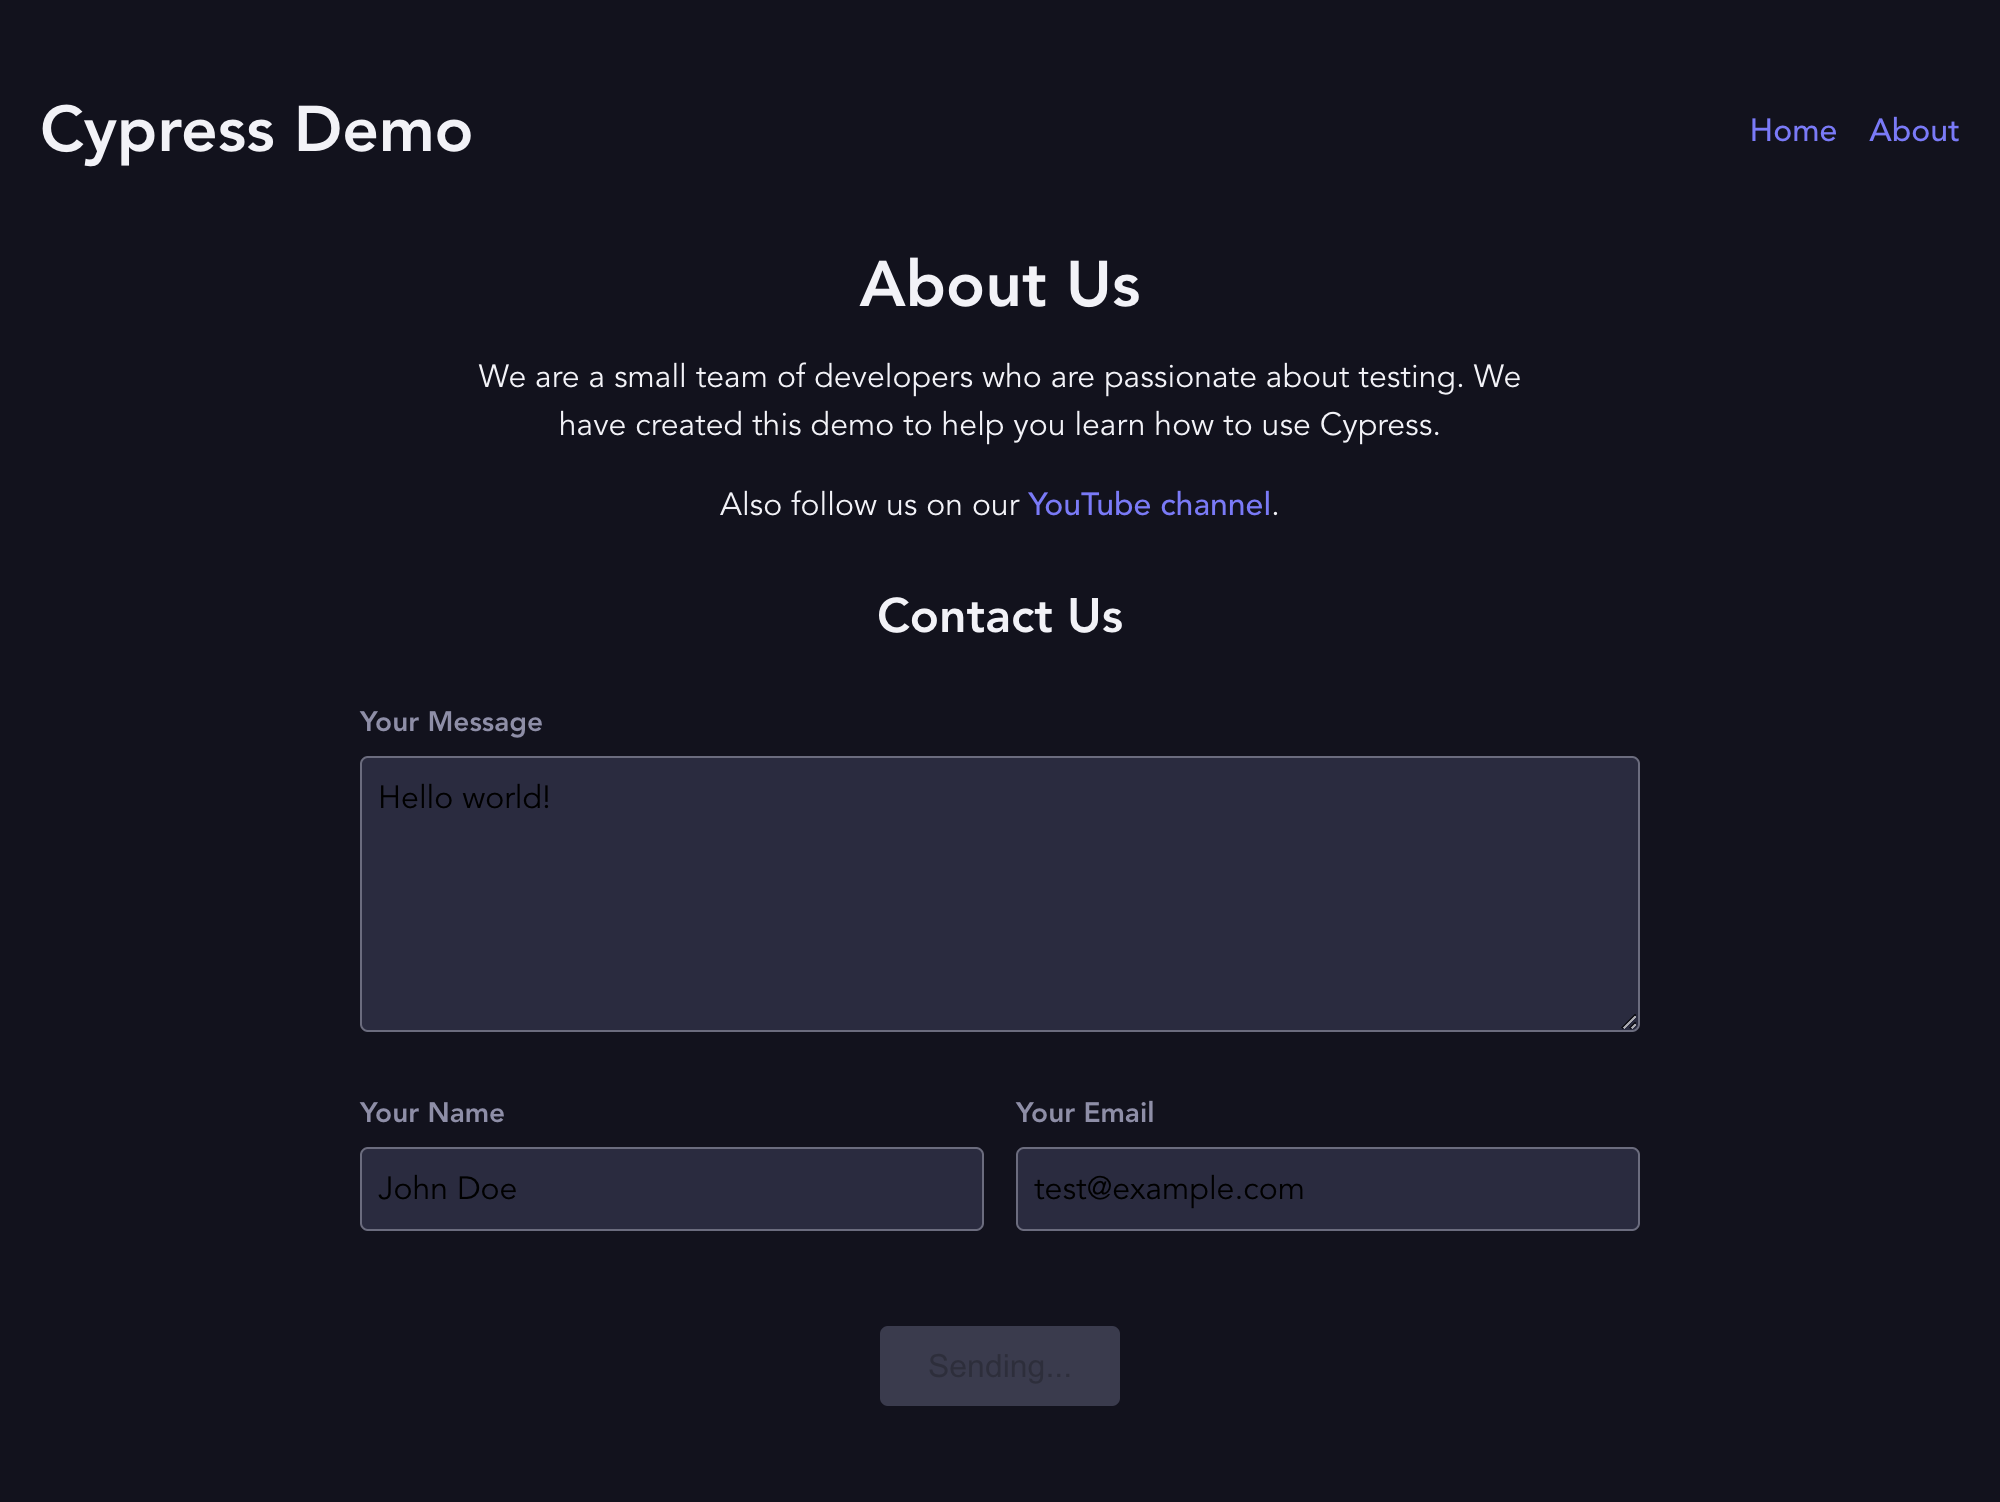 Cypress Demo
Home About
About Us
We are a small team of developers who are passionate about testing. We
have created this demo to help you learn how to use Cypress.
Also follow us on our YouTube channel.
Contact Us
Your Message
Hello world!
Your Name
Your Email
John Doe
test@example.com
Sending...